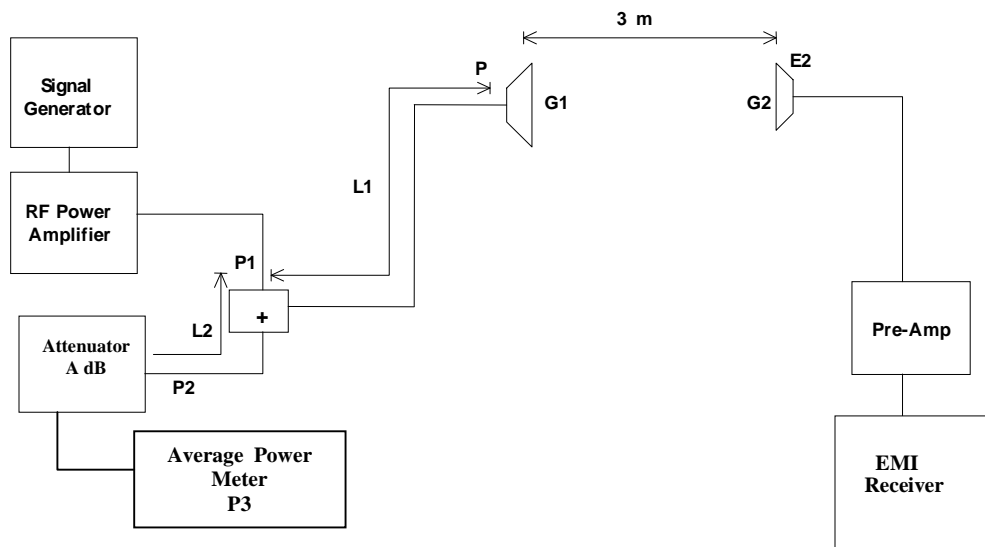 3 m
Signal
Generator
P
E2
G1
G2
L1
RF Power
Amplifier
P1
+
L2
Attenuator
A dB
P2
Pre-Amp
Average Power
Meter
P3
EMI
Receiver